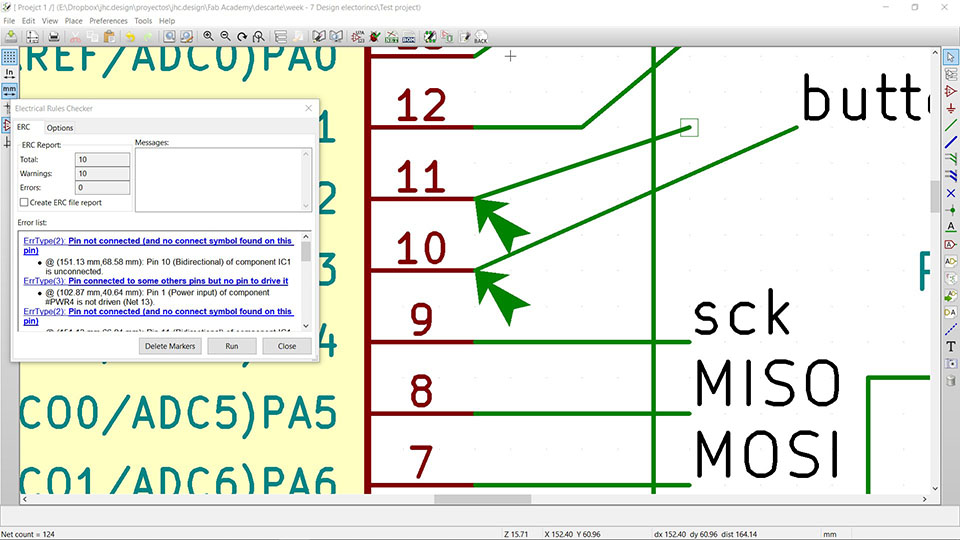 [ Proejct 1 /] (E:\Dropbox\jhc.design\proyectos\jhc.design\Fab Academy\descarte\week - 7 Design electorincs\Test project)
File Edit View Place Preferences Tools Help
In
mm
REF/ADC0)PA0
12
butt
Electrical Rules Checker
ERC Options
ERC Report:
Messages:
Total: 10
Warnings: 10
Errors: 0
Create ERC file report
11
1
2
Error list:
ErrType(2): Pin not connected (and no connect symbol found on this
pin)
@ (151.13 mm,68.58 mm): Pin 10 (Bidirectional) of component IC1
is unconnected.
ErrType(3): Pin connected to some others pins but no pin to drive it
@ (102.87 mm,40.64 mm): Pin 1 (Power input) of component
#PWR4 is not driven (Net 13).
ErrType(2): Pin not connected (and no connect symbol found on this
pin)
10
3
9
sck
Delete Markers Run Close
4
8
MISO
CO0/ADC5)PA5
7
MOSI
CO1/ADC6)PA6
Net count = 124
Z 15.71
X 152.40 Y 60.96
dx 152.40 dy 60.96 dist 164.14
mm